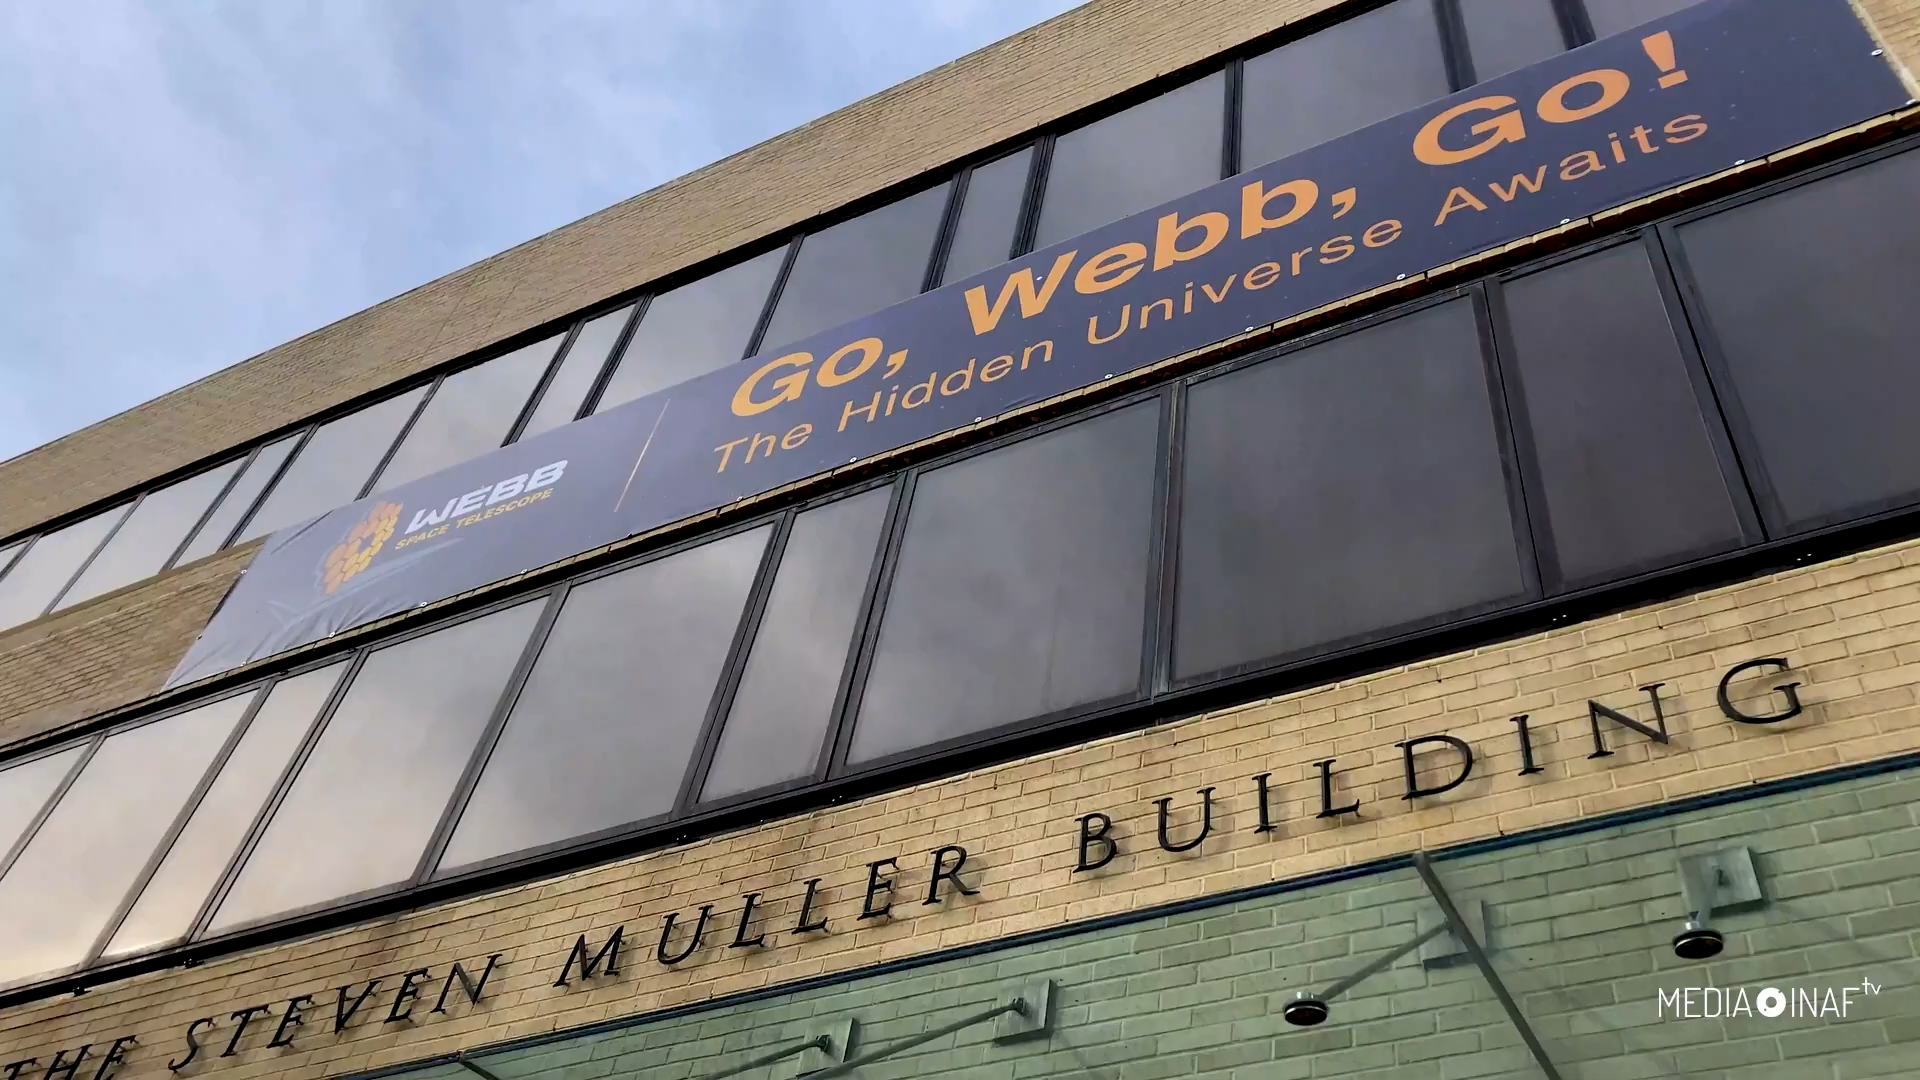 Go, Webb, Go!
The Hidden Universe Awaits
WEBB
SPACE TELESCOPE
THE STEVEN MULLER BUILDING
MEDIA INAF tv